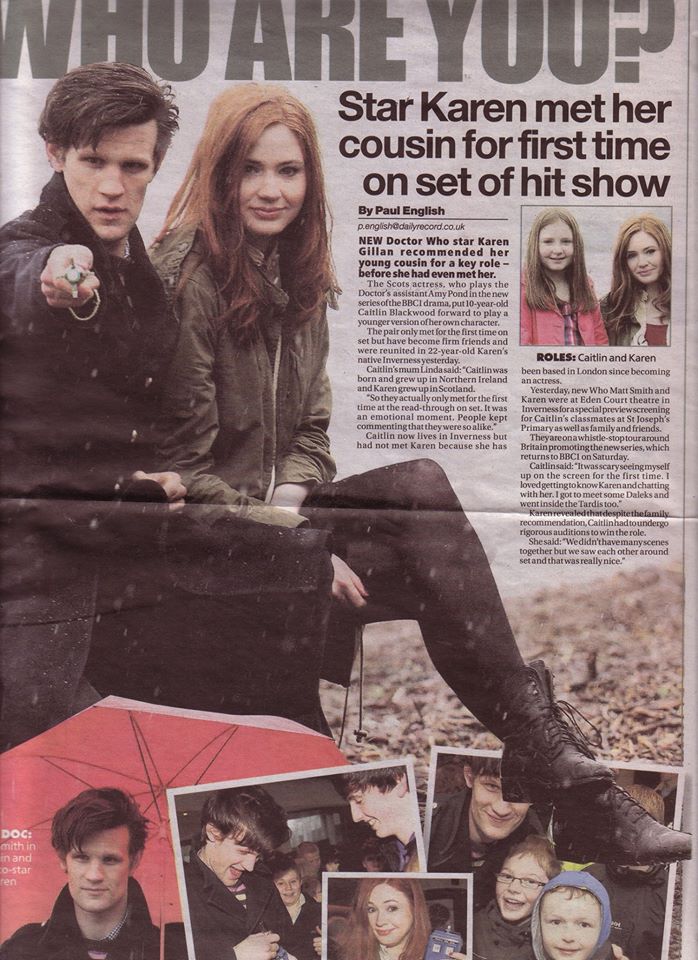 WHO ARE YOU?
Star Karen met her
cousin for first time
on set of hit show
By Paul English
p.english@dailyrecord.co.uk
NEW Doctor Who star Karen
Gillan recommended her
young cousin for a key role –
before she had even met her.
The Scots actress, who plays the
Doctor's assistant Amy Pond in the new
series of the BBC1 drama, put 10-year-old
Caitlin Blackwood forward to play a
younger version of her own character.
The pair only met for the first time on
set but have become firm friends and
were reunited in 22-year-old Karen's
native Inverness yesterday.
Caitlin's mum Linda said: "Caitlin was
born and grew up in Northern Ireland
and Karen grew up in Scotland.
"So they actually only met for the first
time at the read-through on set. It was
an emotional moment. People kept
commenting that they were so alike."
Caitlin now lives in Inverness but
had not met Karen because she has
ROLES: Caitlin and Karen
been based in London since becoming
an actress.
Yesterday, new Who Matt Smith and
Karen were at Eden Court theatre in
Inverness for a special preview screening
for Caitlin's classmates at St Joseph's
Primary as well as family and friends.
They are on a whistle-stop tour around
Britain promoting the new series, which
returns to BBC1 on Saturday.
Caitlin said: "It was scary seeing myself
up on the screen for the first time. I
loved getting to know Karen and chatting
with her. I got to meet some Daleks and
went inside the Tardis too."
Karen revealed that despite the family
recommendation, Caitlin had to undergo
rigorous auditions to win the role.
She said: "We didn't have many scenes
together but we saw each other around
set and that was really nice."
DOC:
mith in
in and
o-star
ren